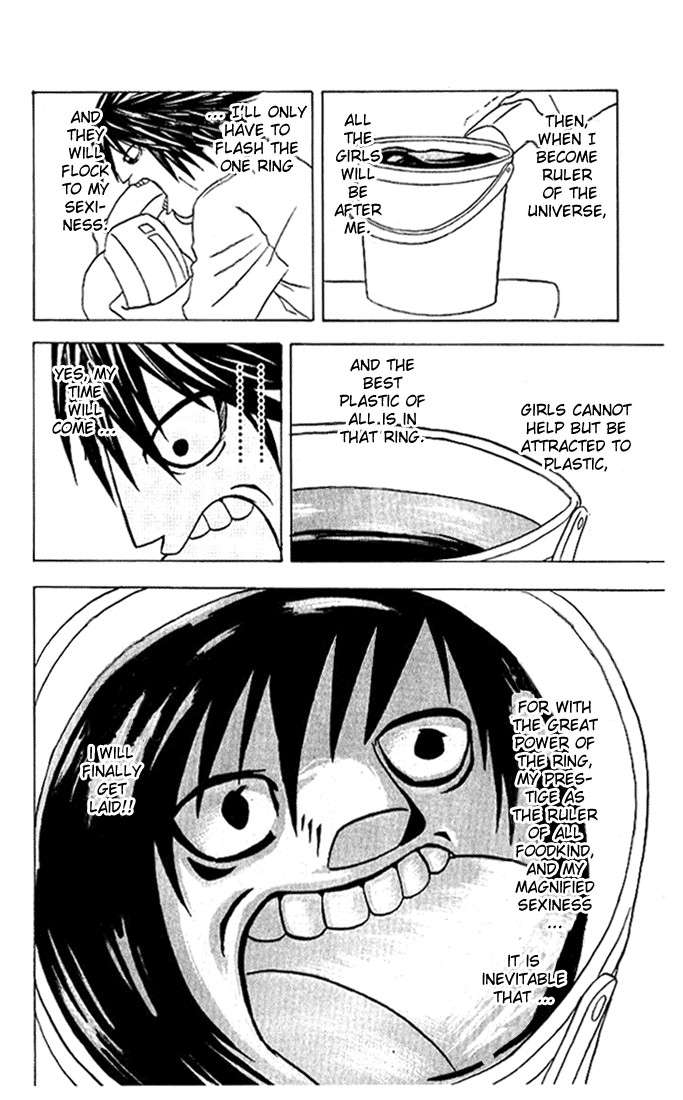 THEN,
WHEN I
BECOME
RULER
OF THE
UNIVERSE,
ALL
THE
GIRLS
WILL
BE
AFTER
ME.
... I'LL ONLY
HAVE TO
FLASH THE
ONE RING
AND
THEY
WILL
FLOCK
TO MY
SEXI-
NESS.
GIRLS CANNOT
HELP BUT BE
ATTRACTED TO
PLASTIC,
AND THE
BEST
PLASTIC OF
ALL IS IN
THAT RING.
YES, MY
TIME
WILL
COME ...
FOR WITH
THE GREAT
POWER OF
THE RING,
MY PRES-
TIGE AS
THE RULER
OF ALL
FOODKIND,
AND MY
MAGNIFIED
SEXINESS
...
IT IS
INEVITABLE
THAT ...
I WILL
FINALLY
GET
LAID!!